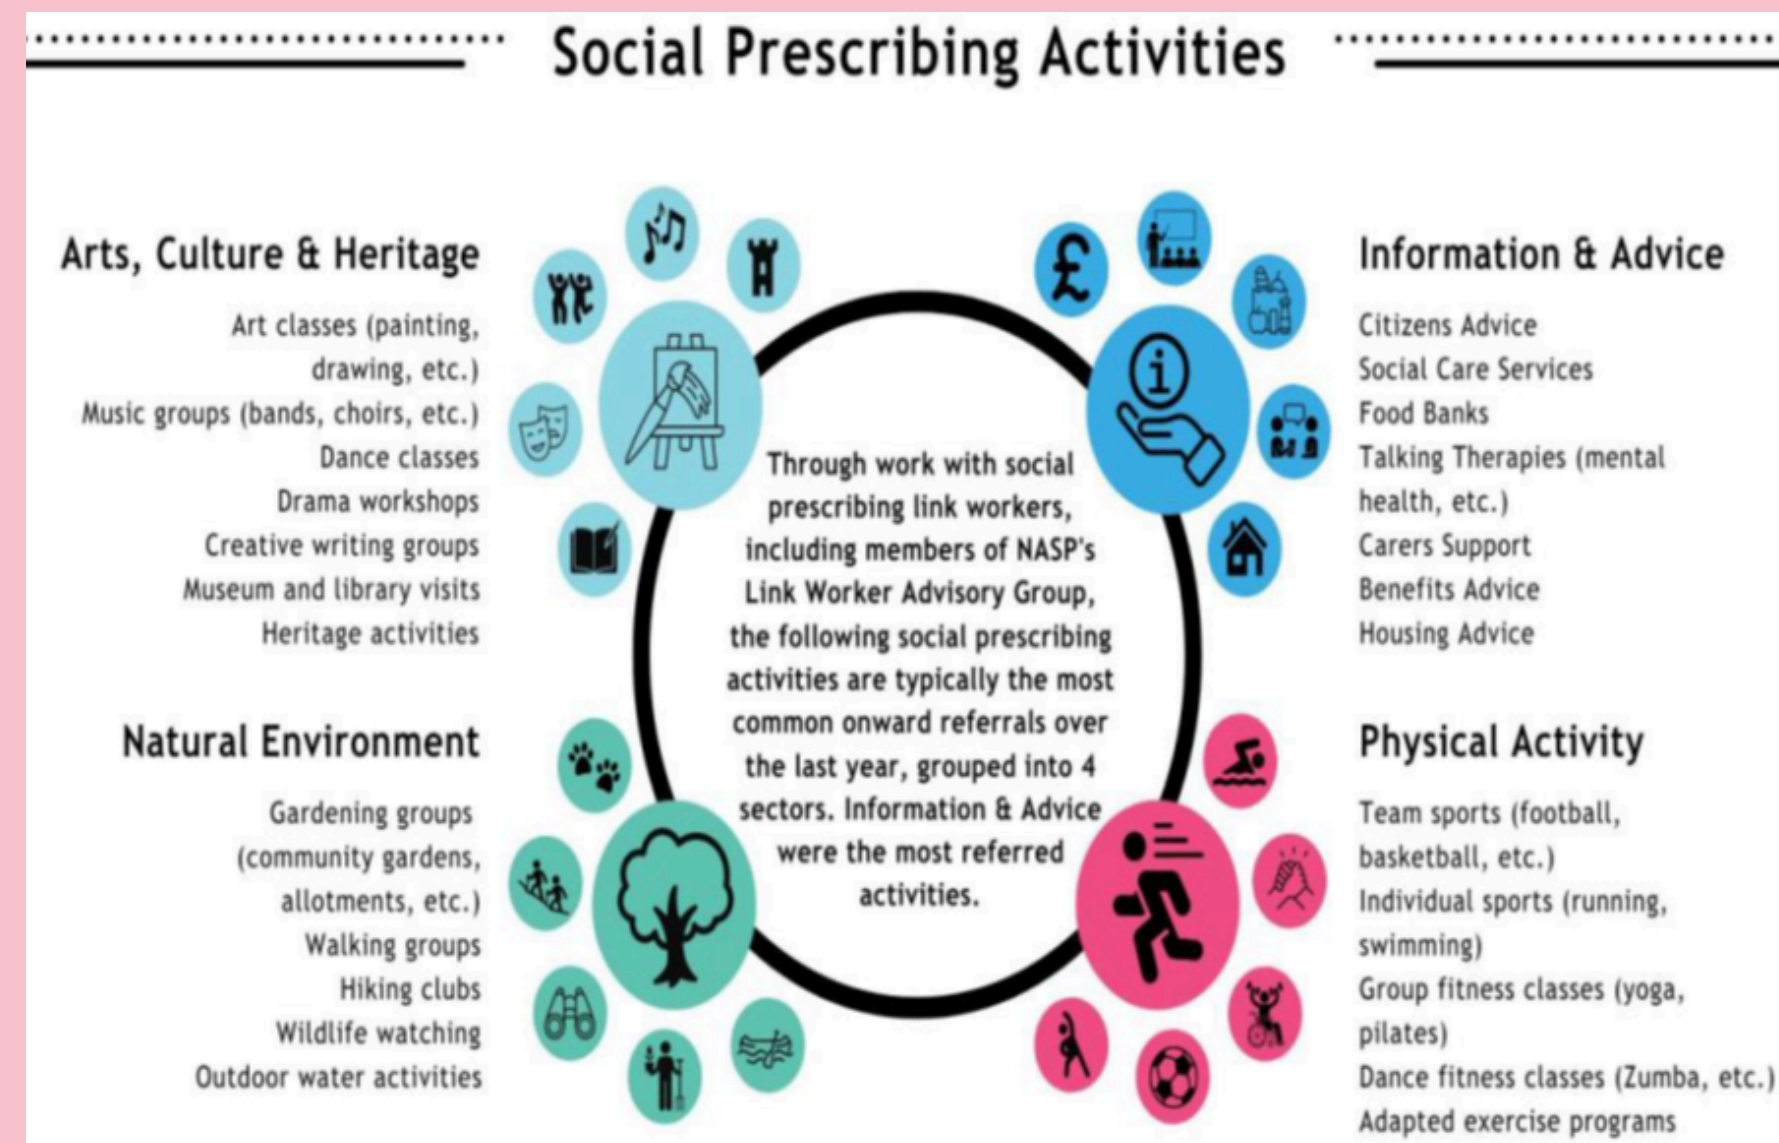 Social Prescribing Activities
Arts, Culture & Heritage
Art classes (painting,
drawing, etc.)
Music groups (bands, choirs, etc.)
Dance classes
Drama workshops
Creative writing groups
Museum and library visits
Heritage activities
Natural Environment
Gardening groups
(community gardens,
allotments, etc.)
Walking groups
Hiking clubs
Wildlife watching
Outdoor water activities
£
i
Through work with social
prescribing link workers,
including members of NASP's
Link Worker Advisory Group,
the following social prescribing
activities are typically the most
common onward referrals over
the last year, grouped into 4
sectors. Information & Advice
were the most referred
activities.
Information & Advice
Citizens Advice
Social Care Services
Food Banks
Talking Therapies (mental
health, etc.)
Carers Support
Benefits Advice
Housing Advice
Physical Activity
Team sports (football,
basketball, etc.)
Individual sports (running,
swimming)
Group fitness classes (yoga,
pilates)
Dance fitness classes (Zumba, etc.)
Adapted exercise programs